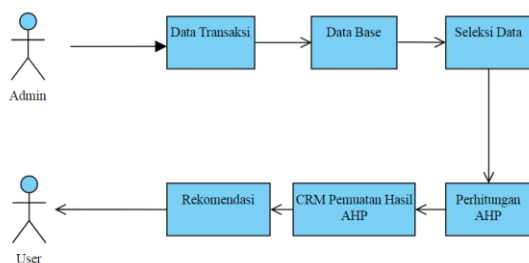 Data Transaksi
Data Base
Seleksi Data
Admin
Rekomendasi
CRM Pemuatan Hasil
AHP
Perhitungan
AHP
User